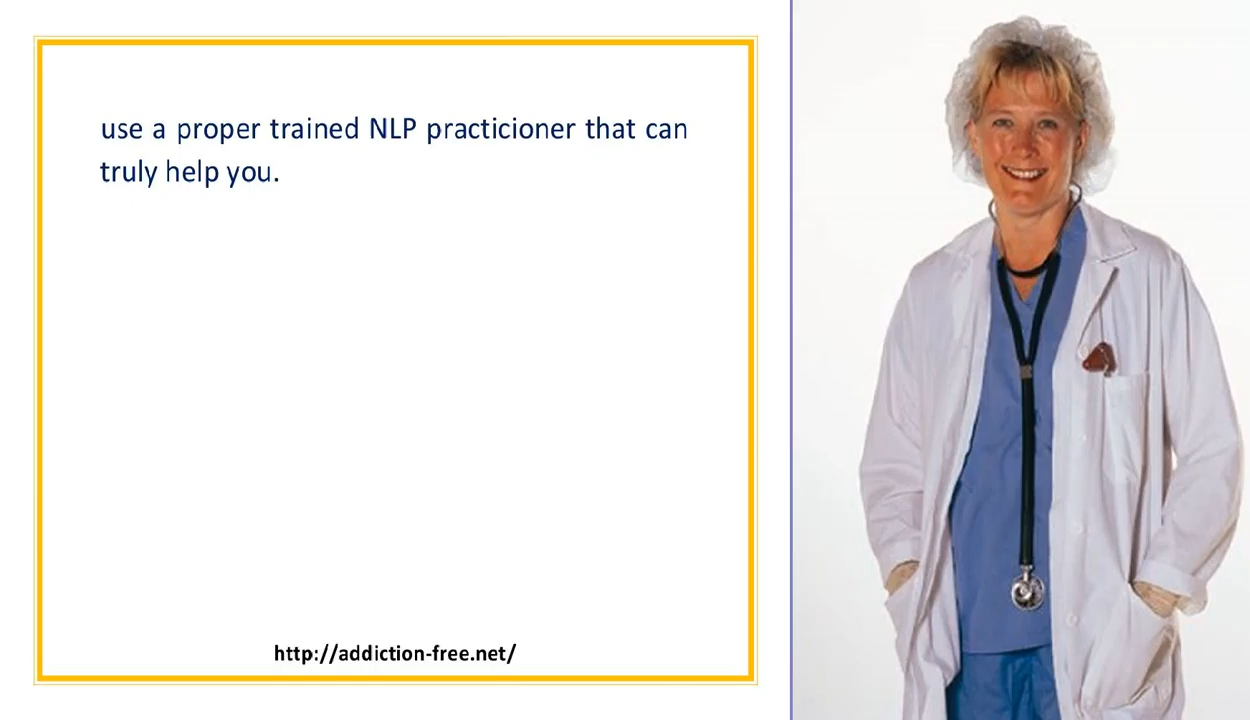 use a proper trained NLP practicioner that can
truly help you.
http://addiction-free.net/